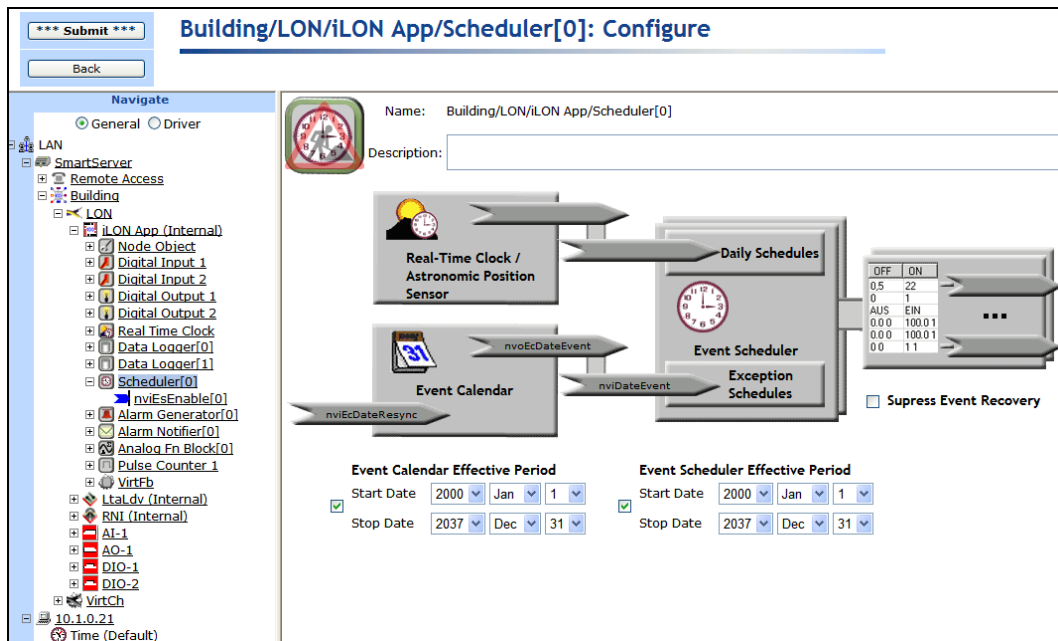 *** Submit ***
Back
Building/LON/iLON App/Scheduler[0]: Configure
Navigate
General Driver
LAN
SmartServer
Remote Access
Building
LON
iLON App (Internal)
Node Object
Digital Input 1
Digital Input 2
Digital Output 1
Digital Output 2
Real Time Clock
Data Logger[0]
Data Logger[1]
Scheduler[0]
nviEsEnable[0]
Alarm Generator[0]
Alarm Notifier[0]
Analog Fn Block[0]
Pulse Counter 1
VirtFb
LtaLdv (Internal)
RNI (Internal)
AI-1
AO-1
DIO-1
DIO-2
VirtCh
10.1.0.21
Time (Default)
Name: Building/LON/iLON App/Scheduler[0]
Description:
Real-Time Clock /
Astronomic Position
Sensor
31
Event Calendar
nvoEcDateEvent
nviDateEvent
nviEcDateResync
Daily Schedules
Event Scheduler
Exception
Schedules
OFF ON
0,5 22
0 1
AUS EIN
0.0 0 100.0 1
0.0 0 100.0 1
0 0 1 1
...
Supress Event Recovery
Event Calendar Effective Period
Start Date 2000 Jan 1
Stop Date 2037 Dec 31
Event Scheduler Effective Period
Start Date 2000 Jan 1
Stop Date 2037 Dec 31